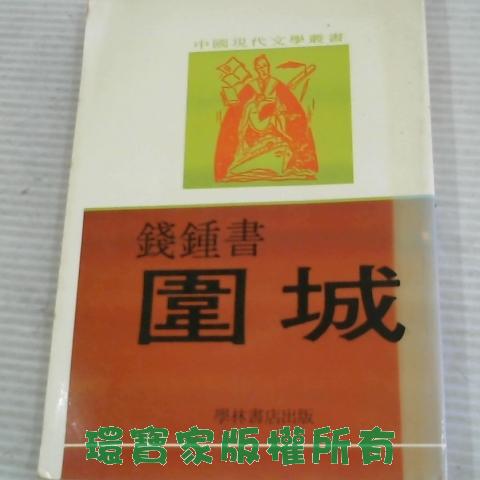 中國現代文學叢書
錢鍾書
圍城
學林書店出版
環寶家版權所有